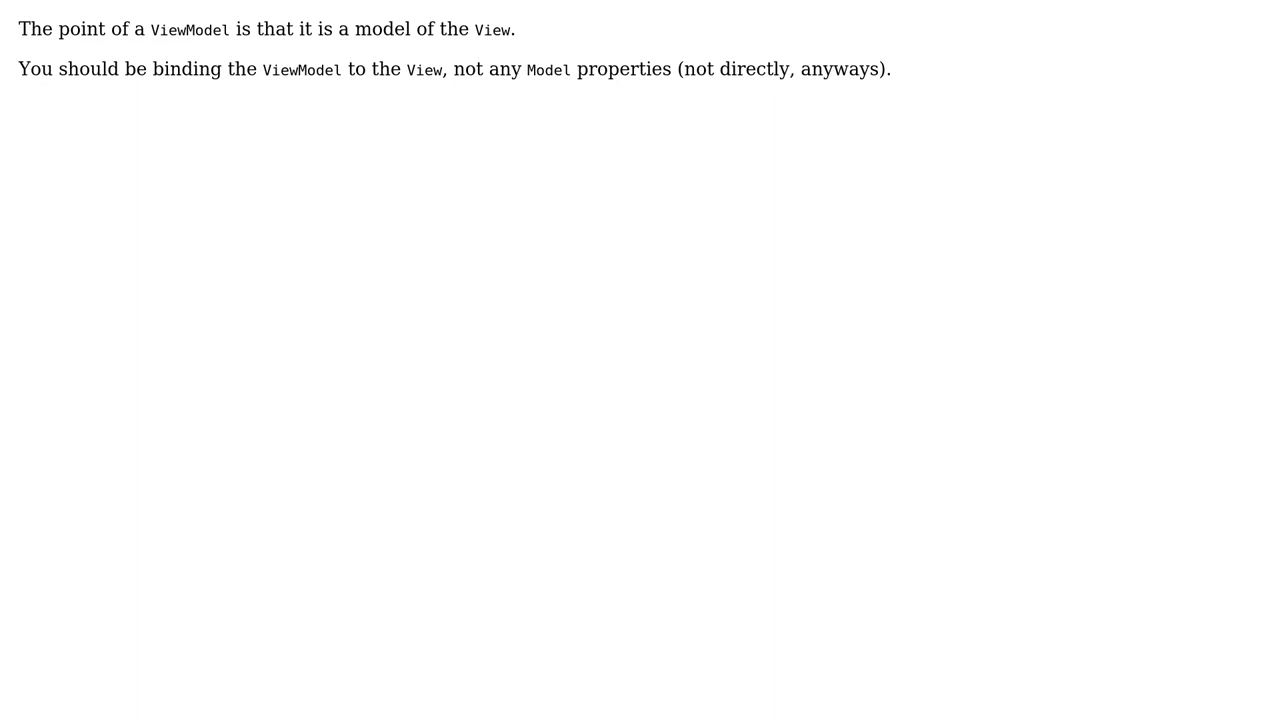 The point of a ViewModel is that it is a model of the View.
You should be binding the ViewModel to the View, not any Model properties (not directly, anyways).